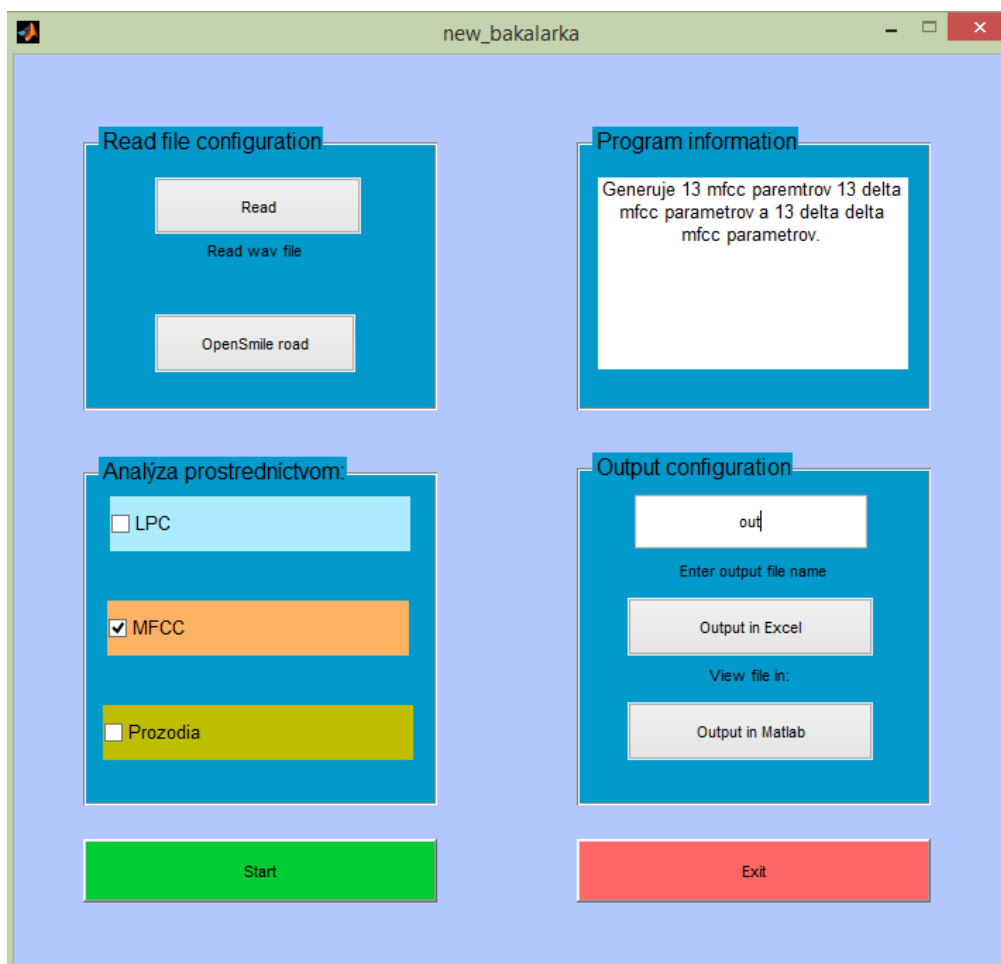 new_bakalarka
Read file configuration
Read
Read wav file
OpenSmile road
Program information
Generuje 13 mfcc paremtrov 13 delta
mfcc parametrov a 13 delta delta
mfcc parametrov.
Analýza prostredníctvom:
LPC
MFCC
Prozodia
Output configuration
out
Enter output file name
Output in Excel
View file in:
Output in Matlab
Start
Exit